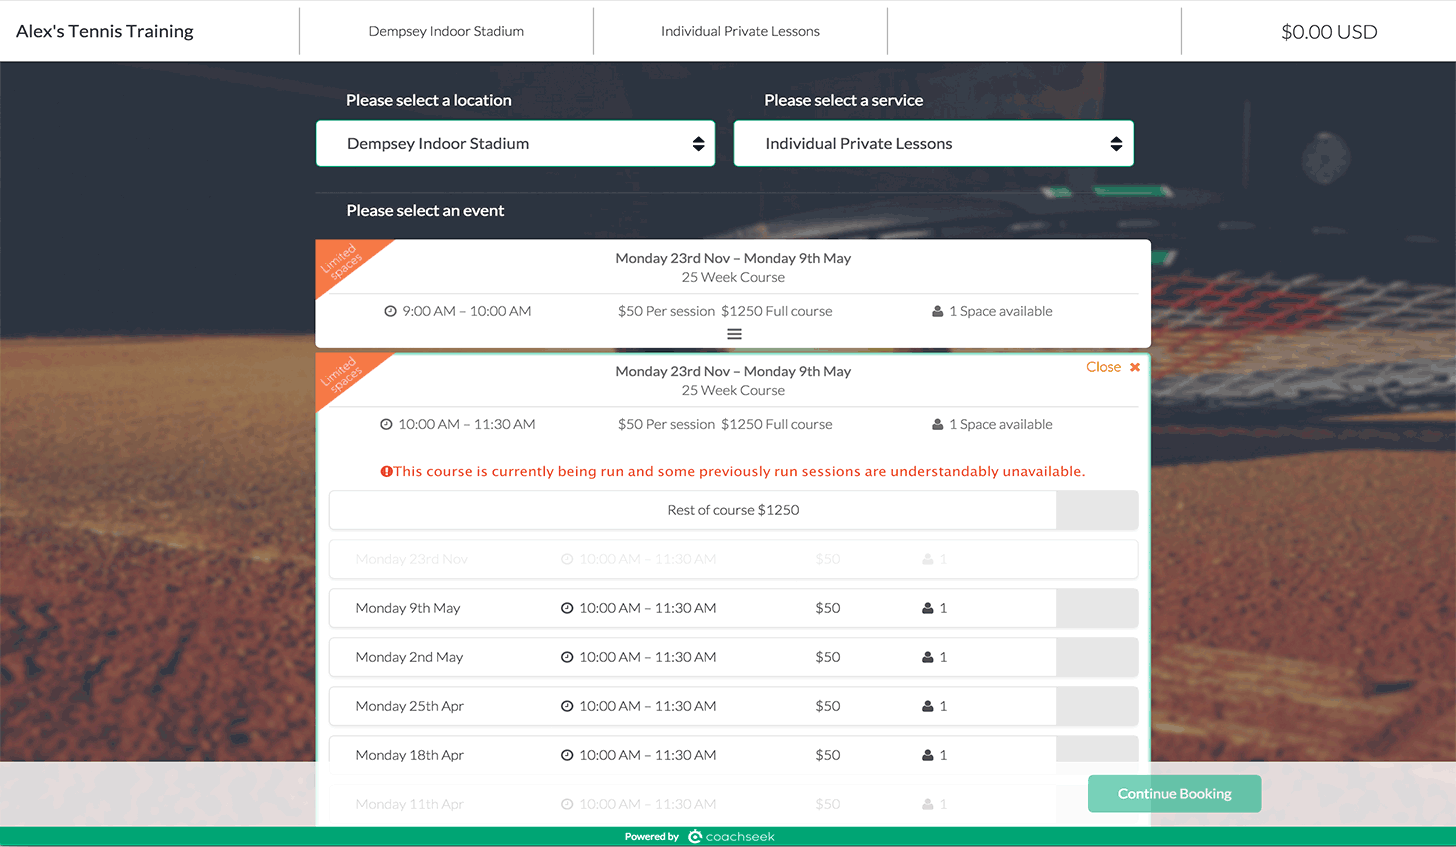 Alex's Tennis Training
Dempsey Indoor Stadium
Individual Private Lessons
$0.00 USD
Please select a location
Please select a service
Dempsey Indoor Stadium
Individual Private Lessons
Please select an event
Limited
spaces
Monday 23rd Nov – Monday 9th May
25 Week Course
9:00 AM – 10:00 AM $50 Per session $1250 Full course 1 Space available
Limited
spaces
Monday 23rd Nov – Monday 9th May
Close
25 Week Course
10:00 AM – 11:30 AM $50 Per session $1250 Full course 1 Space available
This course is currently being run and some previously run sessions are understandably unavailable.
Rest of course $1250
Monday 23rd Nov 10:00 AM – 11:30 AM $50 1
Monday 9th May 10:00 AM – 11:30 AM $50 1
Monday 2nd May 10:00 AM – 11:30 AM $50 1
Monday 25th Apr 10:00 AM – 11:30 AM $50 1
Monday 18th Apr 10:00 AM – 11:30 AM $50 1
Monday 11th Apr 10:00 AM – 11:30 AM $50 1
Continue Booking
Powered by coachseek